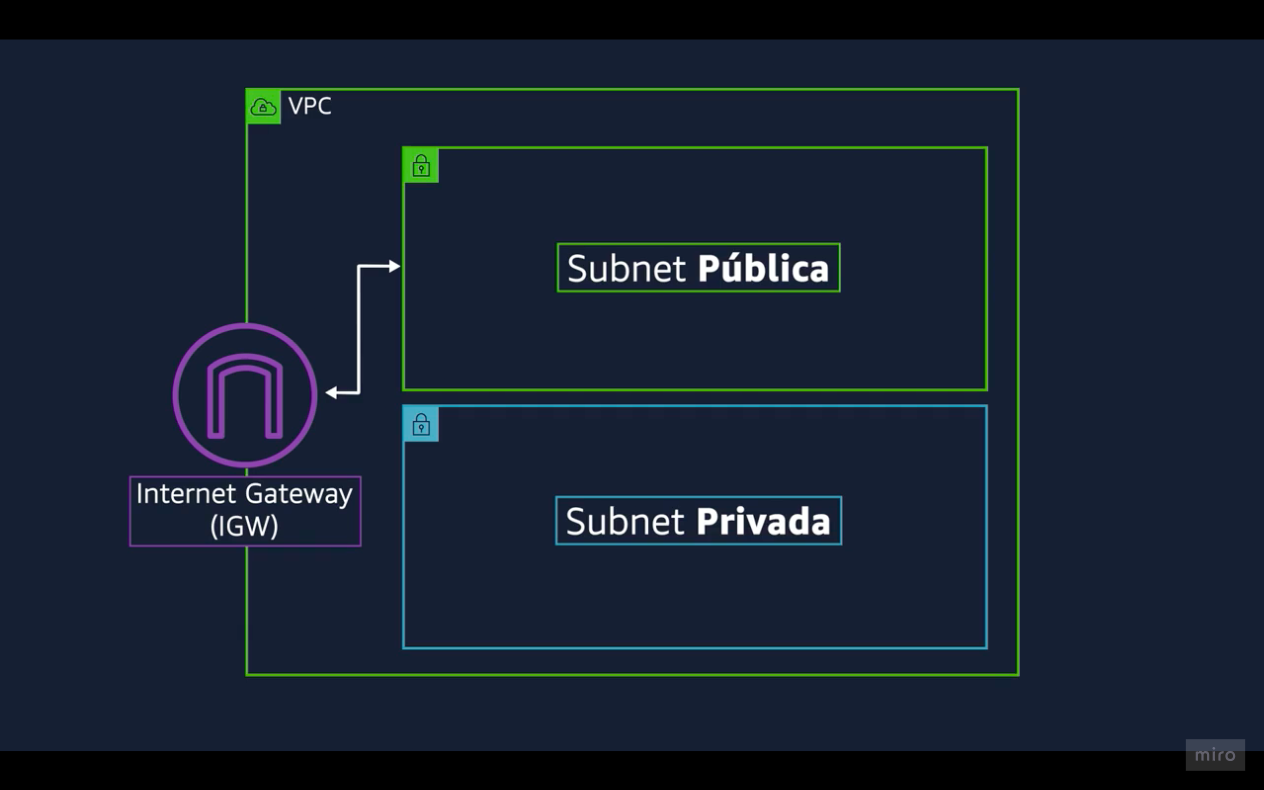 VPC
Subnet Pública
Internet Gateway
(IGW)
Subnet Privada
miro